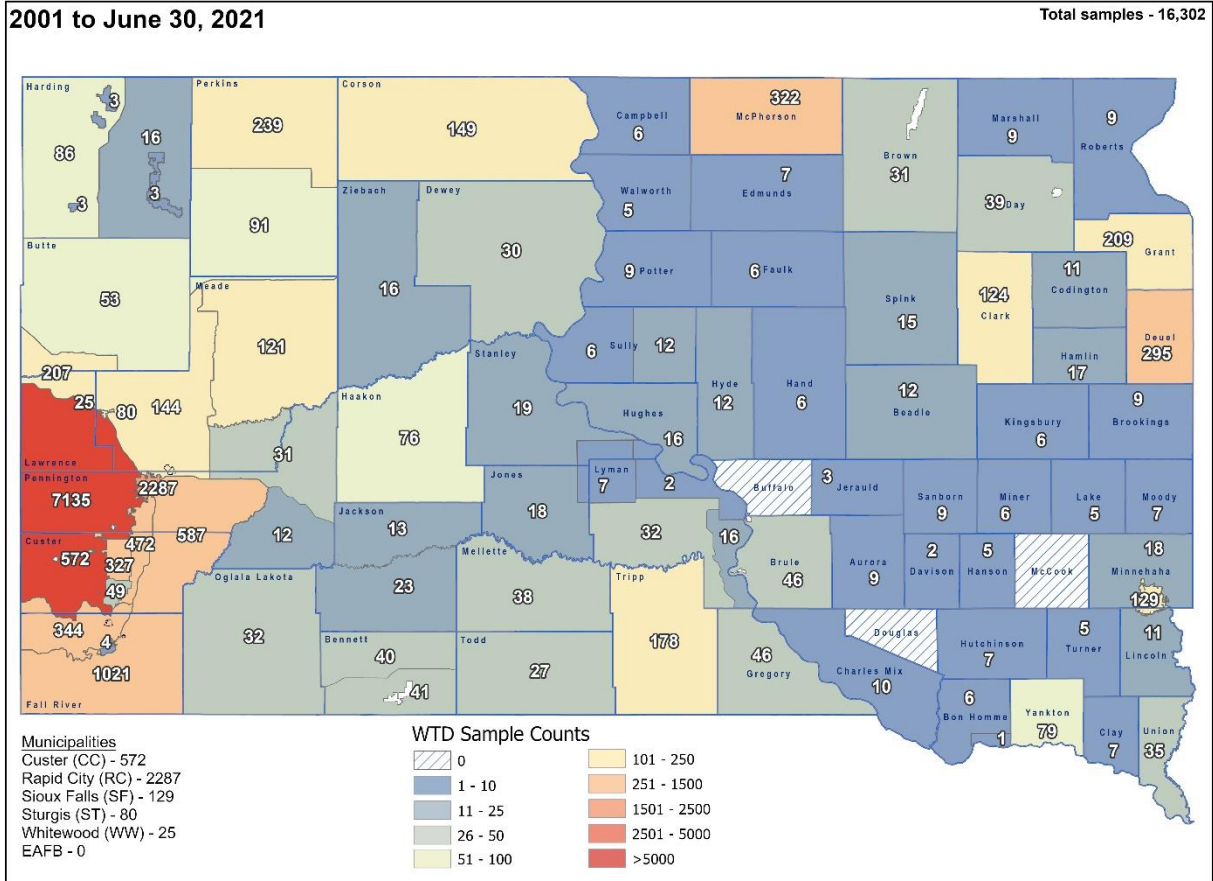 2001 to June 30, 2021
Total samples - 16,302
Harding
3
86
3
16
3
Perkins
239
91
Corson
149
Campbell
6
322
McPherson
Brown
31
Marshall
9
9
Roberts
Walworth
5
7
Edmunds
39 Day
209
Grant
Butte
53
Meade
121
Ziebach
16
Dewey
30
9 Potter
6 Faulk
Spink
15
124
Clark
11
Codington
Deuel
295
Hamlin
17
207
25
80
144
Lawrence
31
Haakon
76
Stanley
19
6 Sully
12
Hyde
12
Hand
6
12
Beadle
Kingsbury
6
9
Brookings
Hughes
16
Pennington
7135
2287
587
472
Custer
572
327
49
12
Jackson
13
Jones
18
Lyman
7
2
32
16
Buffalo
3
Jerauld
Sanborn
9
Miner
6
Lake
5
Moody
7
Brule
46
Aurora
9
2
Davison
5
Hanson
McCook
18
Minnehaha
129
344
4
1021
Fall River
Oglala Lakota
32
23
Bennett
40
41
Mellette
38
Todd
27
Tripp
178
46
Gregory
Douglas
Charles Mix
10
Hutchinson
7
5
Turner
11
Lincoln
6
Bon Homme
1
Yankton
79
Clay
7
Union
35
Municipalities
Custer (CC) - 572
Rapid City (RC) - 2287
Sioux Falls (SF) - 129
Sturgis (ST) - 80
Whitewood (WW) - 25
EAFB - 0
WTD Sample Counts
0
1 - 10
11 - 25
26 - 50
51 - 100
101 - 250
251 - 1500
1501 - 2500
2501 - 5000
>5000